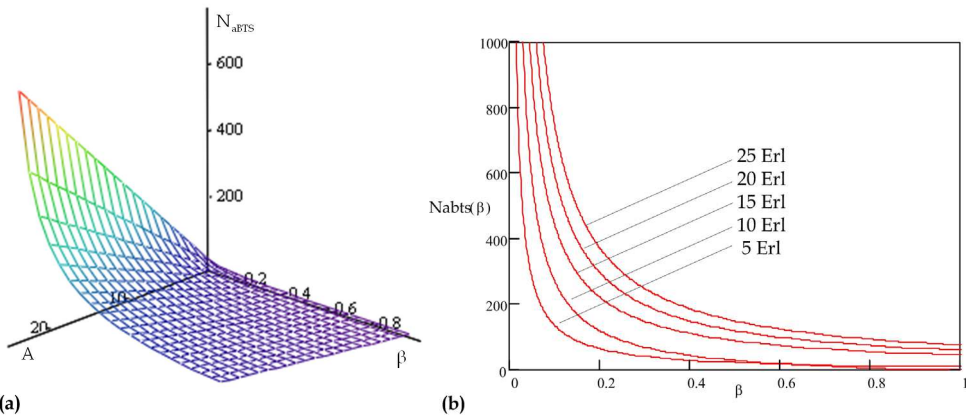 N aBTS
600
400
200
0.2
0.4
0.6
0.8
10
20
A
β
(a)
1000
800
600
400
200
0
Nabts(β)
25 Erl
20 Erl
15 Erl
10 Erl
5 Erl
0 0.2 0.4 0.6 0.8 1
β
(b)